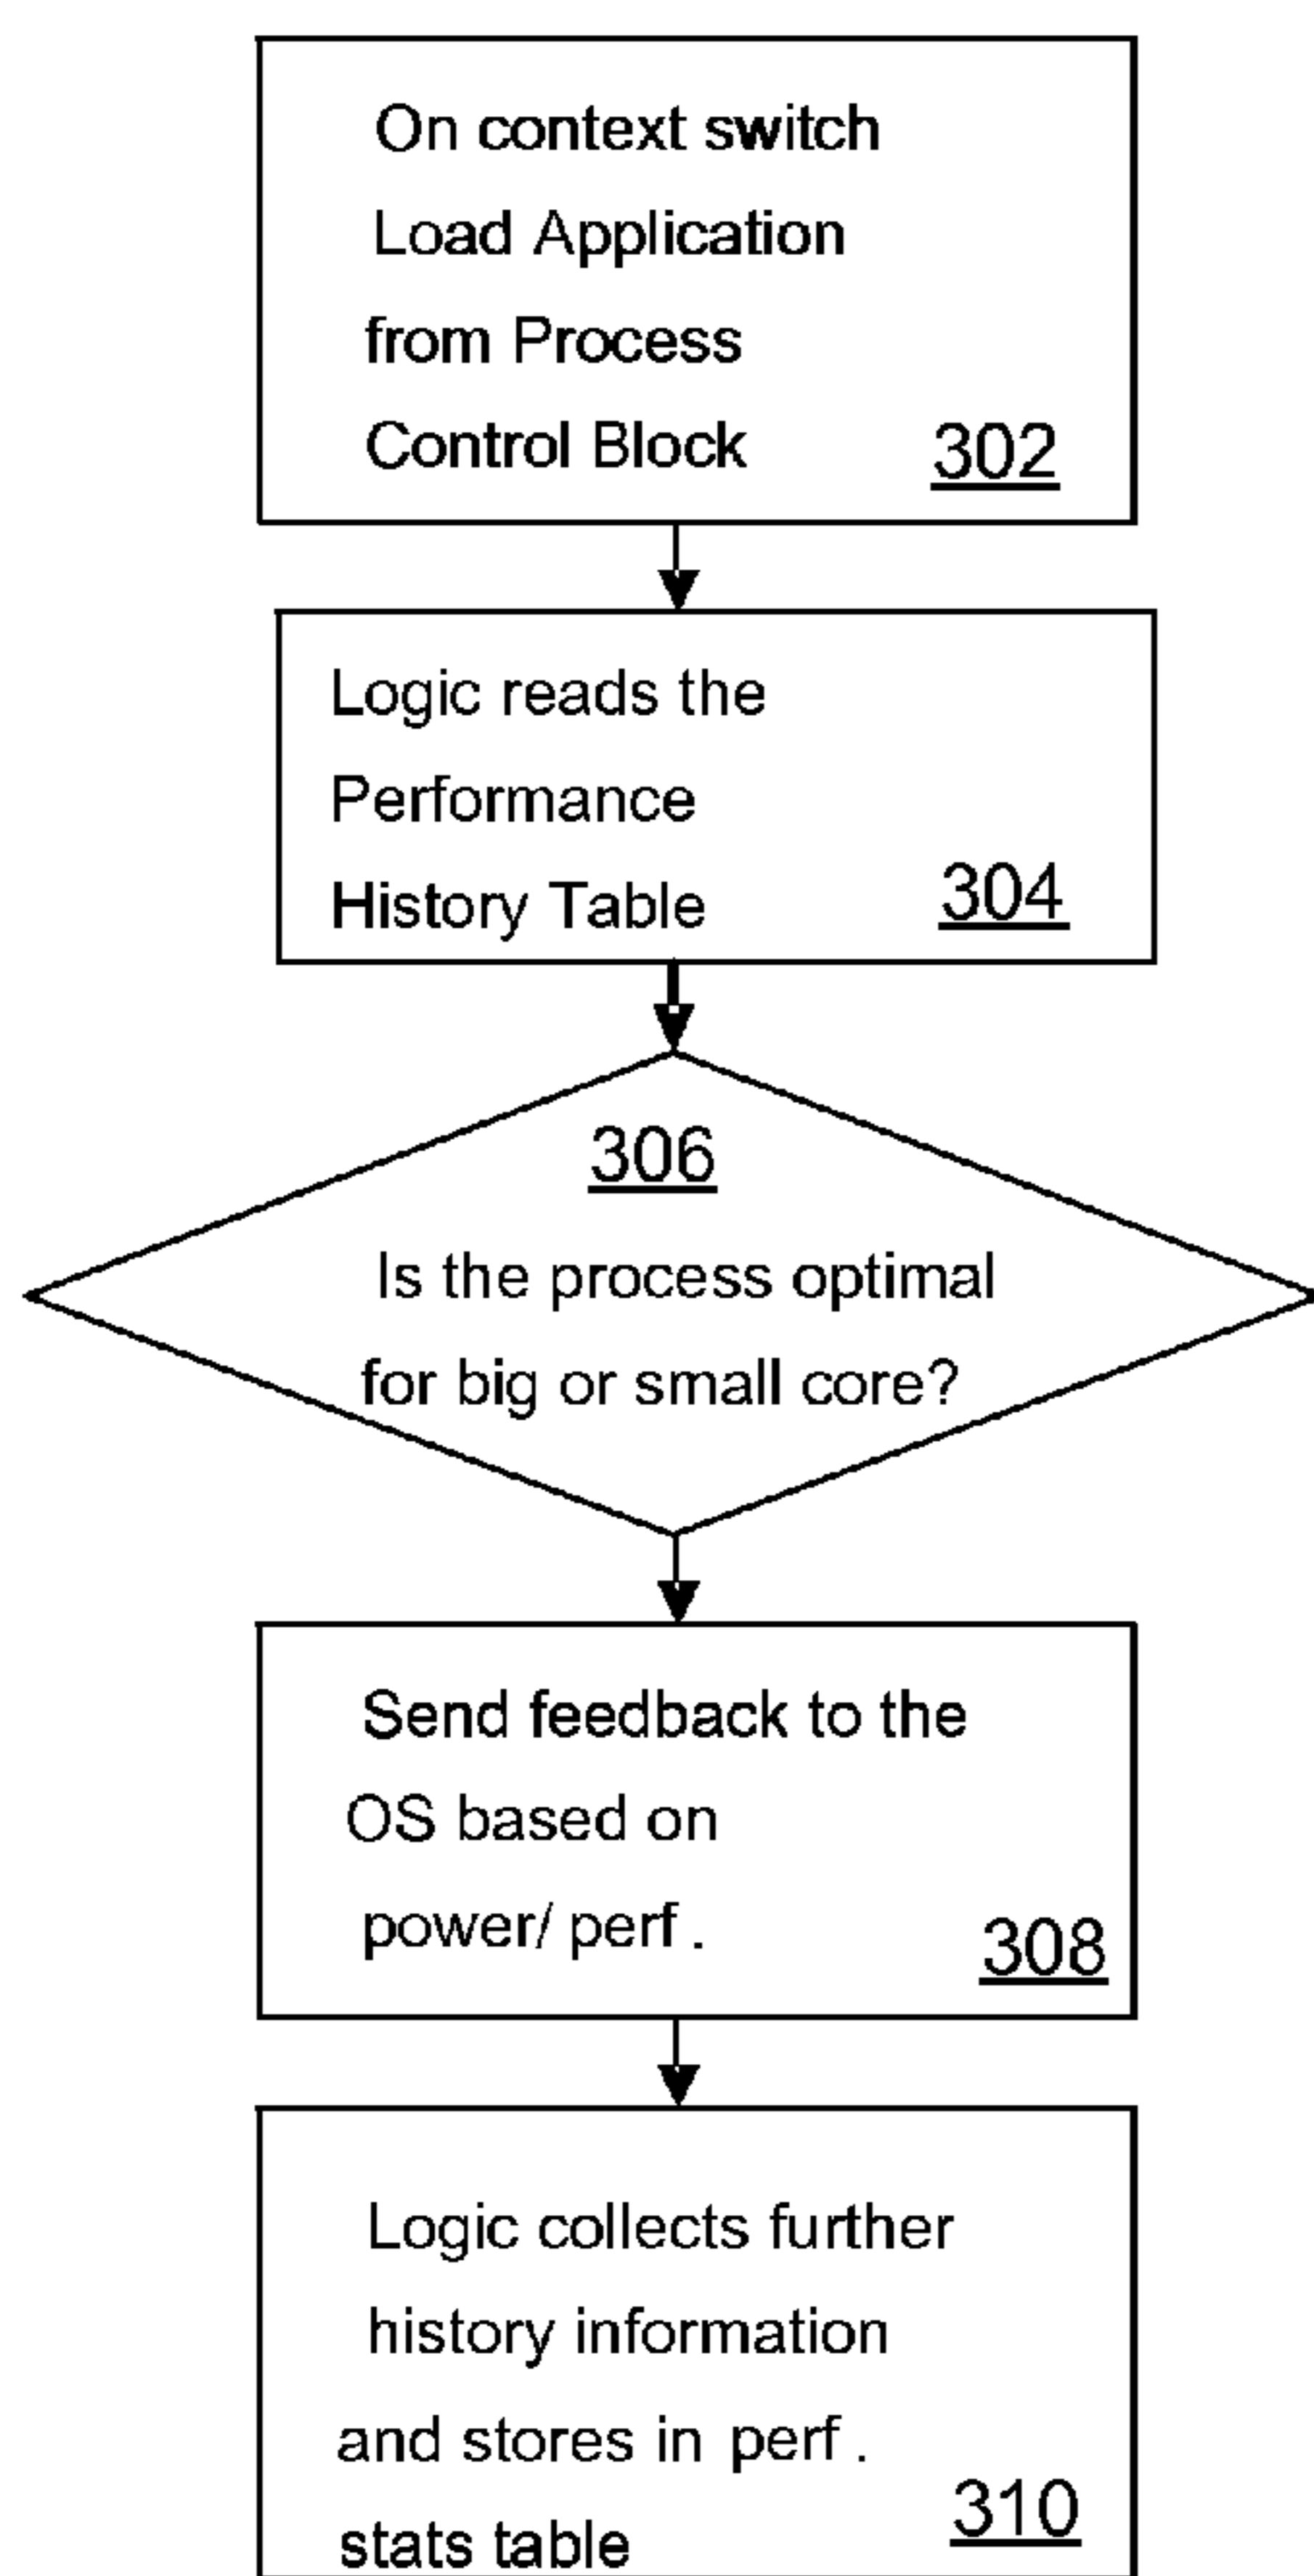 On context switch
Load Application
from Process
Control Block 302
Logic reads the
Performance
History Table 304
306
Is the process optimal
for big or small core?
Send feedback to the
OS based on
power/ perf. 308
Logic collects further
history information
and stores in perf.
stats table 310